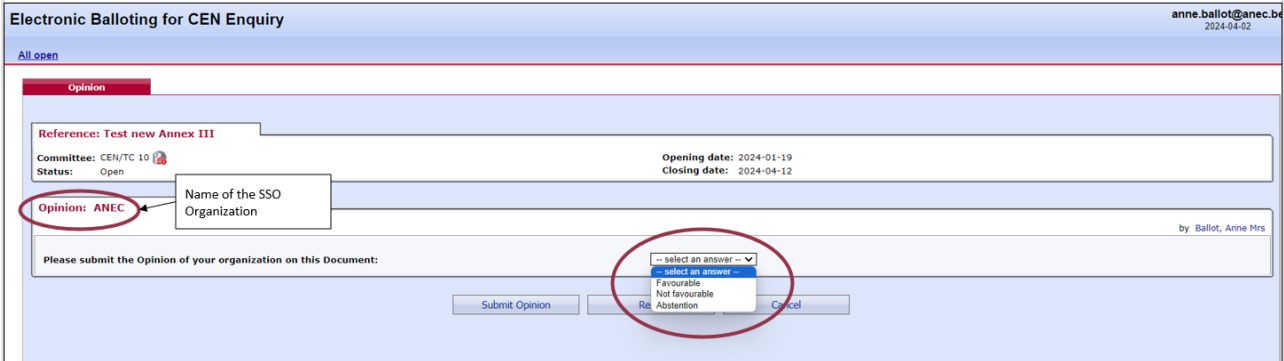 Electronic Balloting for CEN Enquiry
anne.ballot@anec.be
2024-04-02
All open
Opinion
Reference: Test new Annex III
Committee: CEN/TC 10
Opening date: 2024-01-19
Status: Open
Closing date: 2024-04-12
Name of the SSO
Organization
Opinion: ANEC
by Ballot, Anne Mrs
Please submit the Opinion of your organization on this Document:
-- select an answer --
-- select an answer --
Favourable
Not favourable
Abstention
Submit Opinion
Cancel